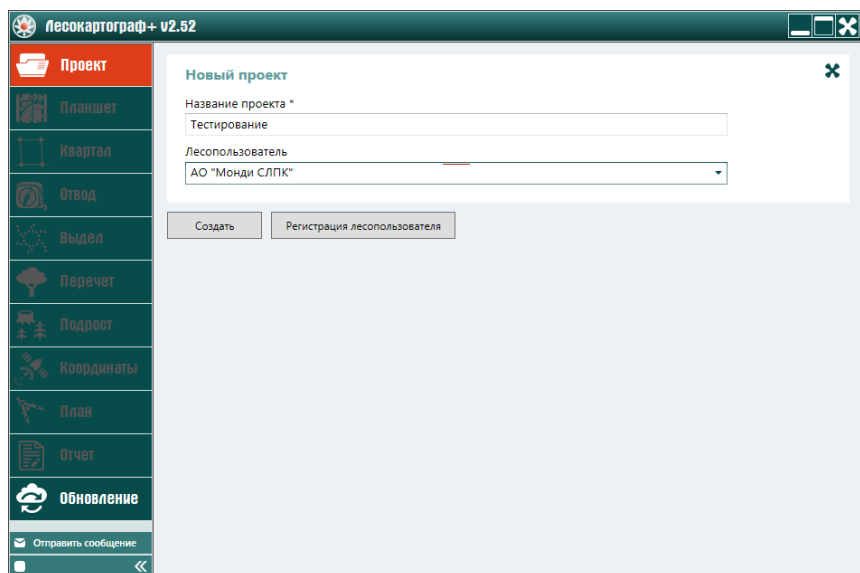 Лесокартограф+ v2.52
Проект
Планшет
Квартал
Отвод
Выдел
Перечет
Подрост
Координаты
План
Отчет
Обновление
Отправить сообщение
Новый проект
Название проекта *
Тестирование
Лесопользователь
АО "Монди СЛПК"
Создать
Регистрация лесопользователя